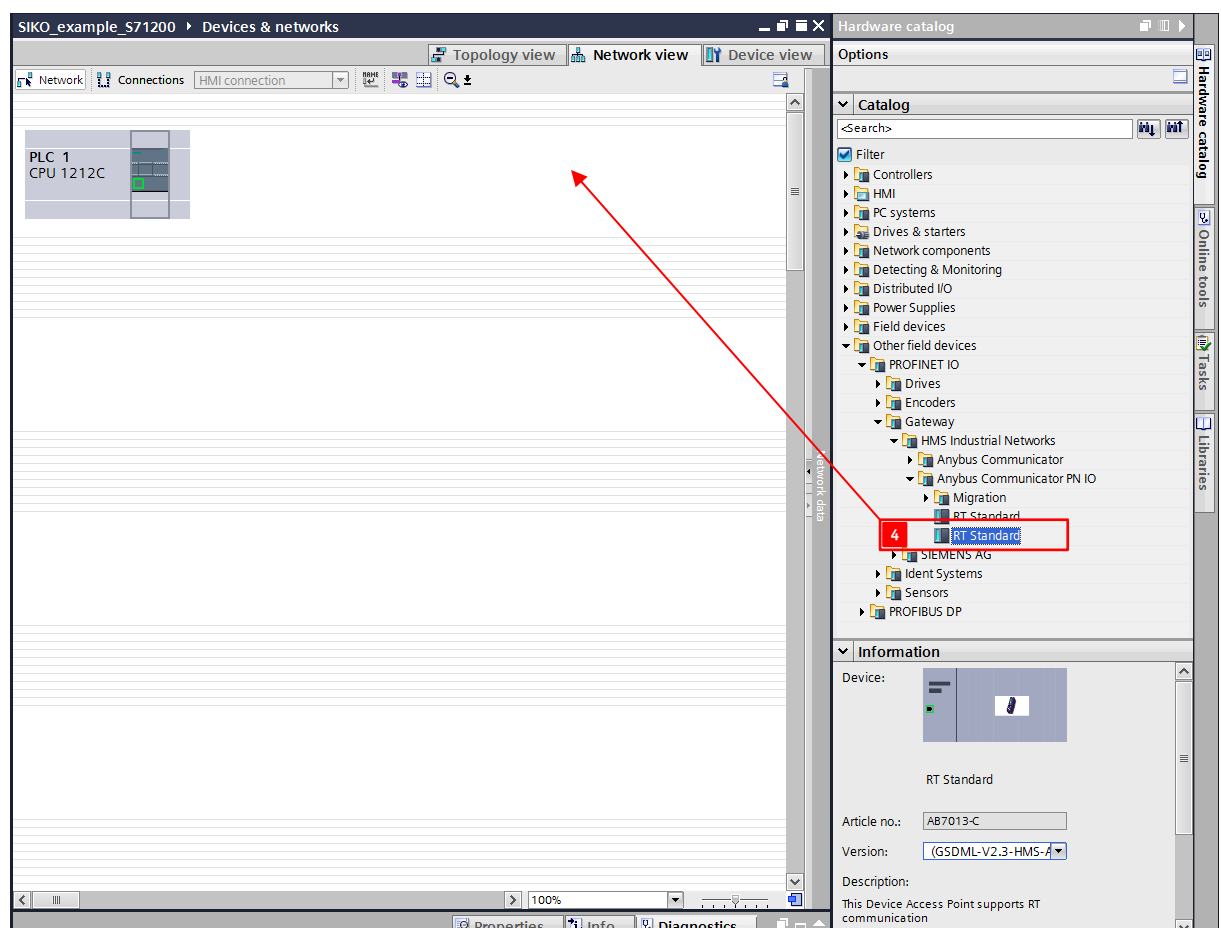 SIKO_example_S71200 ‣ Devices & networks
Topology view
Network view
Device view
Network
Connections
HMI connection
PLC_1
CPU 1212C
Network data
100%
Properties
Info
Diagnostics
Hardware catalog
Options
Catalog
<Search>
Filter
Controllers
HMI
PC systems
Drives & starters
Network components
Detecting & Monitoring
Distributed I/O
Power Supplies
Field devices
Other field devices
PROFINET IO
Drives
Encoders
Gateway
HMS Industrial Networks
Anybus Communicator
Anybus Communicator PN IO
Migration
RT Standard
4
RT Standard
SIEMENS AG
Ident Systems
Sensors
PROFIBUS DP
Information
Device:
RT Standard
Article no.:
AB7013-C
Version:
(GSDML-V2.3-HMS-A
Description:
This Device Access Point supports RT
communication
Hardware catalog
Online tools
Tasks
Libraries